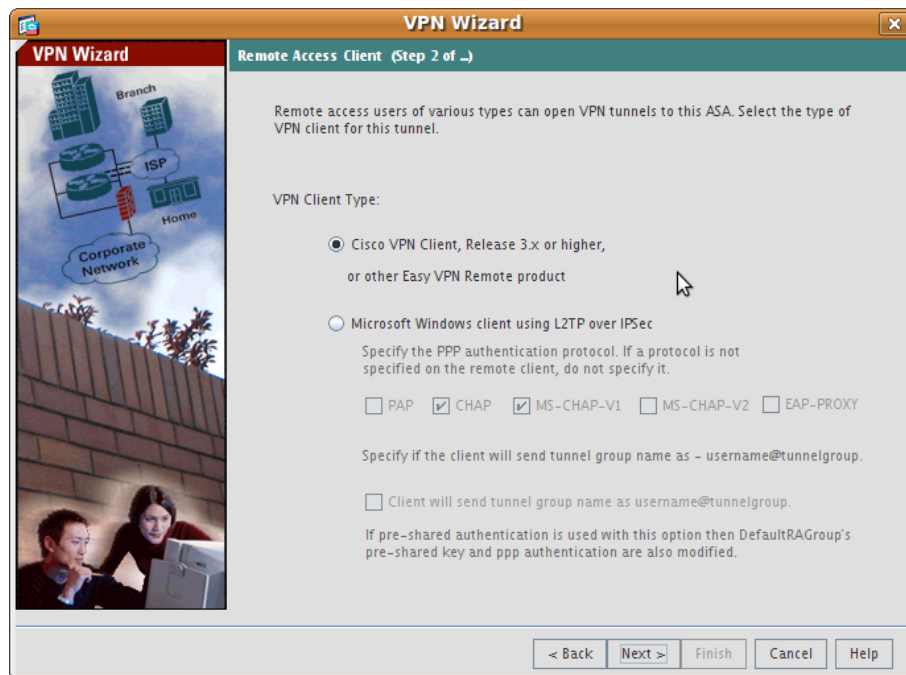 VPN Wizard
VPN Wizard
Remote Access Client (Step 2 of ...)
Branch
ISP
Home
Corporate
Network
Remote access users of various types can open VPN tunnels to this ASA. Select the type of
VPN client for this tunnel.
VPN Client Type:
Cisco VPN Client, Release 3.x or higher,
or other Easy VPN Remote product
Microsoft Windows client using L2TP over IPSec
Specify the PPP authentication protocol. If a protocol is not
specified on the remote client, do not specify it.
PAP CHAP MS-CHAP-V1 MS-CHAP-V2 EAP-PROXY
Specify if the client will send tunnel group name as - username@tunnelgroup.
Client will send tunnel group name as username@tunnelgroup.
If pre-shared authentication is used with this option then DefaultRAGroup's
pre-shared key and ppp authentication are also modified.
< Back Next > Finish Cancel Help